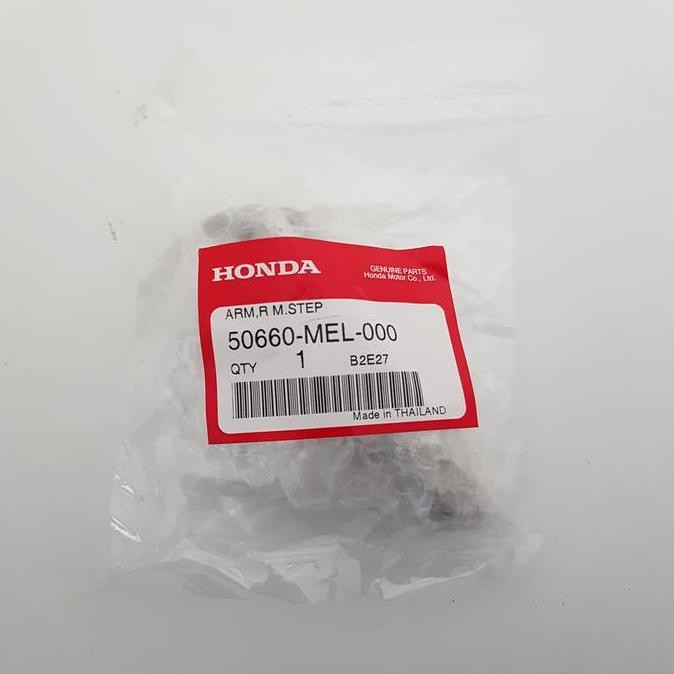 HONDA
GENUINE PARTS
Honda Motor Co., Ltd.
ARM,R M.STEP
50660-MEL-000
QTY 1 B2E27
Made in THAILAND